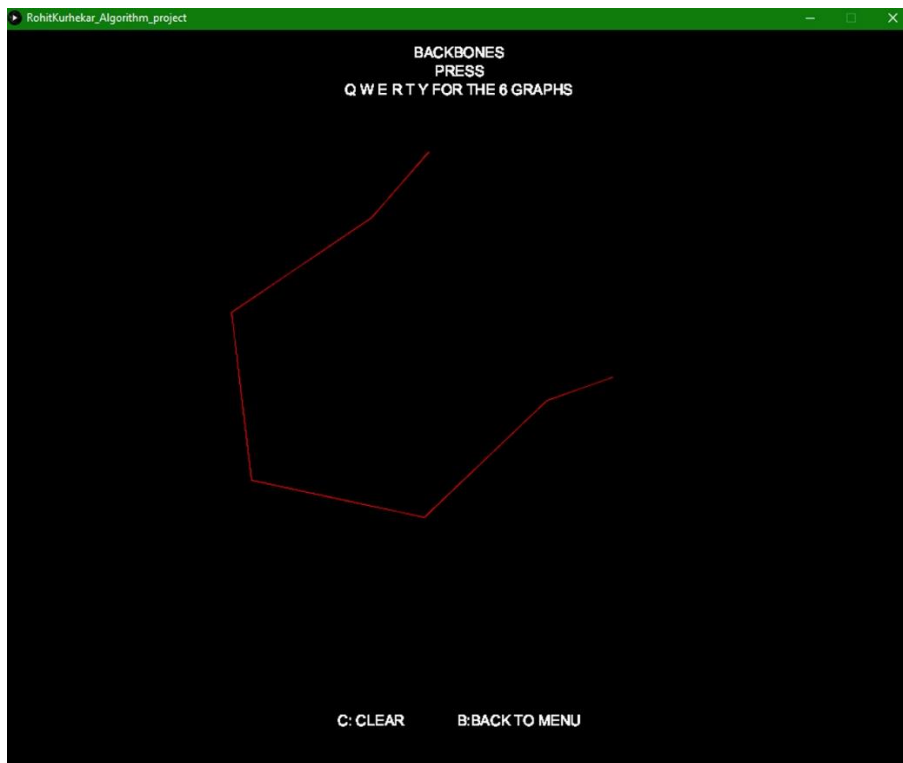 RohitKurhekar_Algorithm_project
BACKBONES
PRESS
Q W E R T Y FOR THE 6 GRAPHS
C: CLEAR B:BACK TO MENU